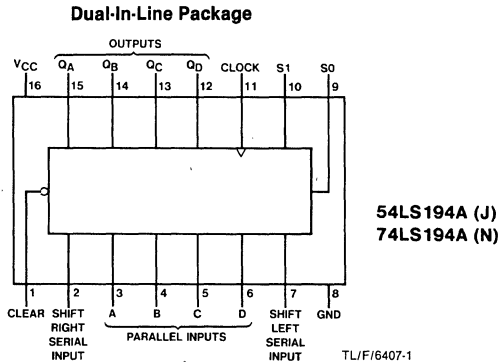 Dual-In-Line Package
OUTPUTS
VCC QA QB QC QD CLOCK S1 S0
16 15 14 13 12 11 10 9
54LS194A (J)
74LS194A (N)
1 2 3 4 5 6 7 8
CLEAR SHIFT A B C D SHIFT GND
RIGHT PARALLEL INPUTS LEFT
SERIAL SERIAL
INPUT INPUT
TL/F/6407-1